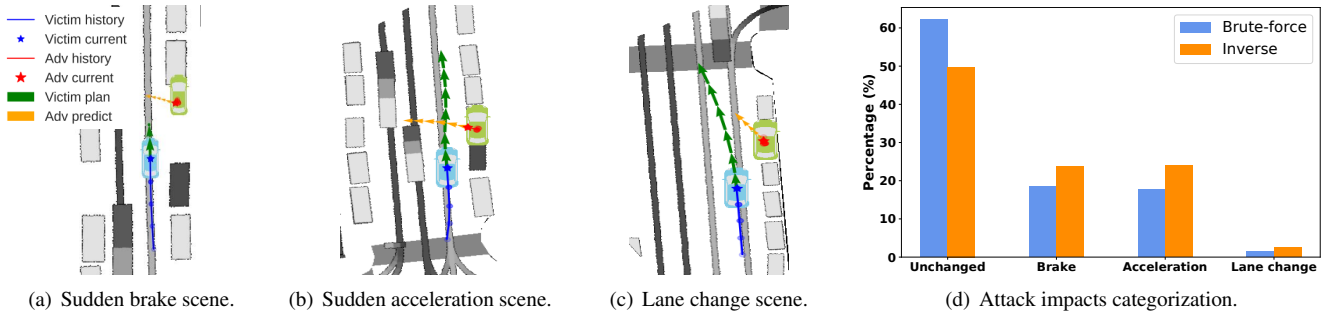 Victim history
Victim current
Adv history
Adv current
Victim plan
Adv predict
(a) Sudden brake scene.
(b) Sudden acceleration scene.
(c) Lane change scene.
Percentage (%)
60
50
40
30
20
10
0
Brute-force
Inverse
Unchanged Brake Acceleration Lane change
(d) Attack impacts categorization.